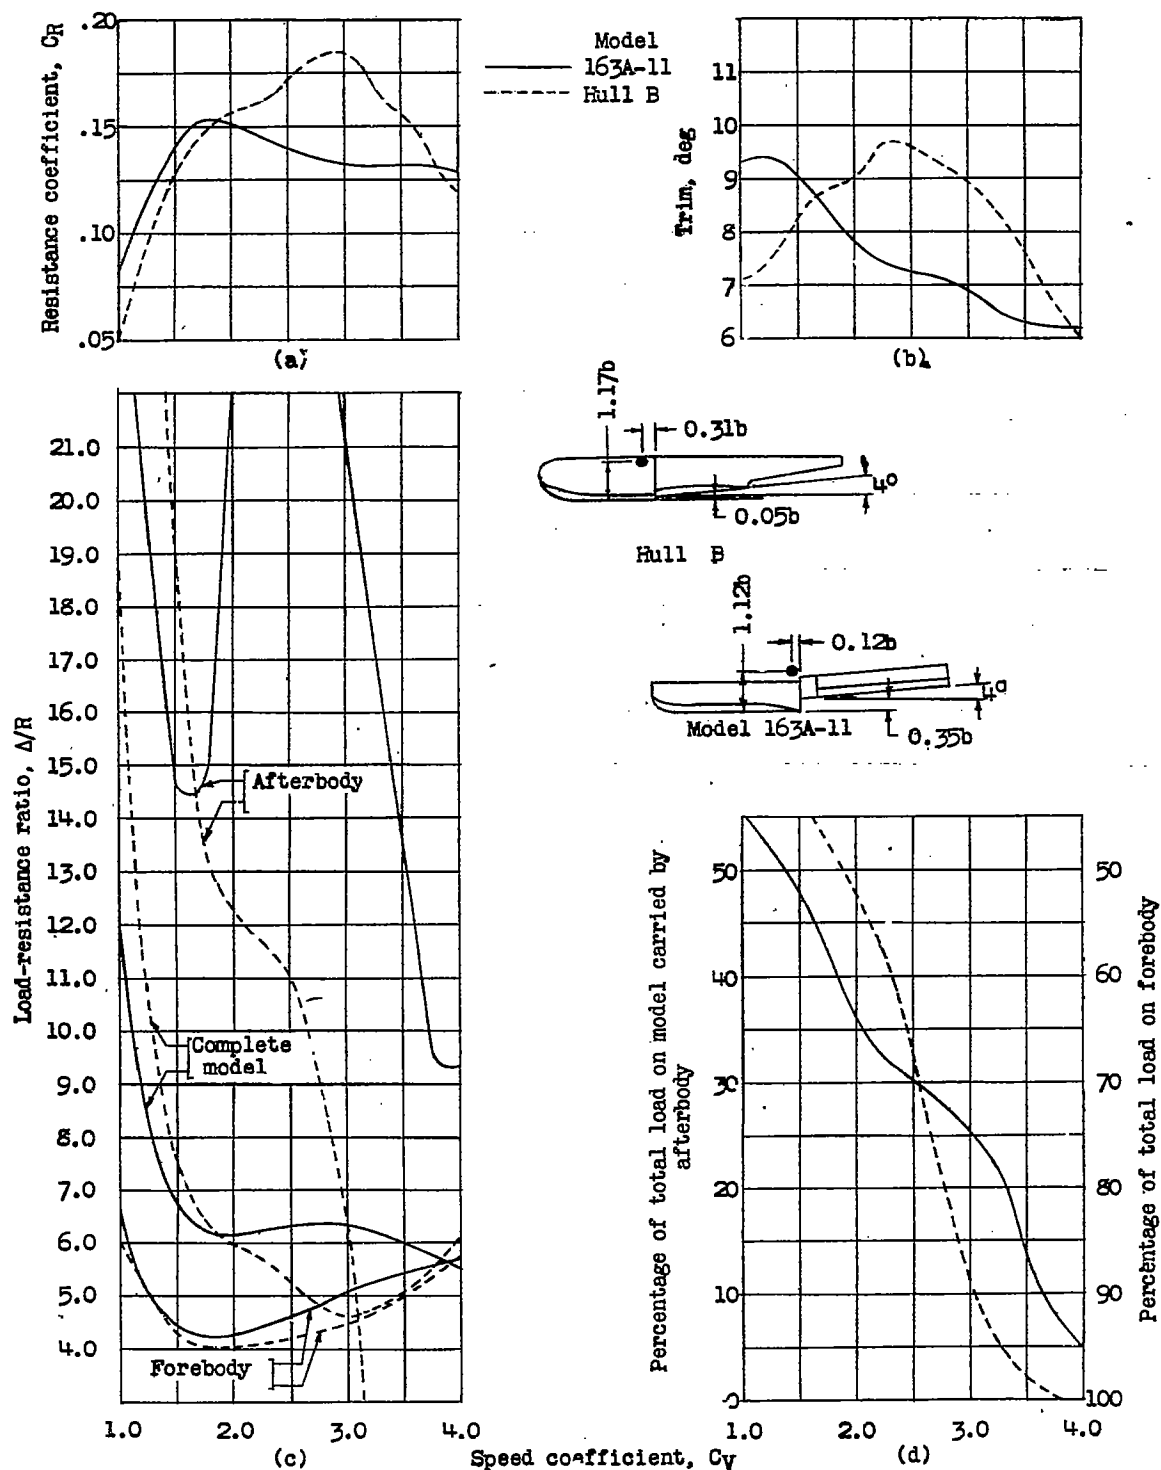 Resistance coefficient, CR
.20
.15
.10
.05
(a)
Model
163A-11
Hull B
Trim, deg
11
10
9
8
7
6
(b)
Load-resistance ratio, Δ/R
21.0
20.0
19.0
18.0
17.0
16.0
15.0
14.0
13.0
12.0
11.0
10.0
9.0
8.0
7.0
6.0
5.0
4.0
Afterbody
Complete
model
Forebody
1.0
2.0
3.0
4.0
(c)
1.17b
0.31b
4°
0.05b
Hull B
1.12b
0.12b
4°
Model 163A-11
0.35b
Percentage of total load on model carried by
afterbody
50
40
30
20
10
0
50
60
70
80
90
100
Percentage of total load on forebody
1.0
2.0
3.0
4.0
(d)
Speed coefficient, CV